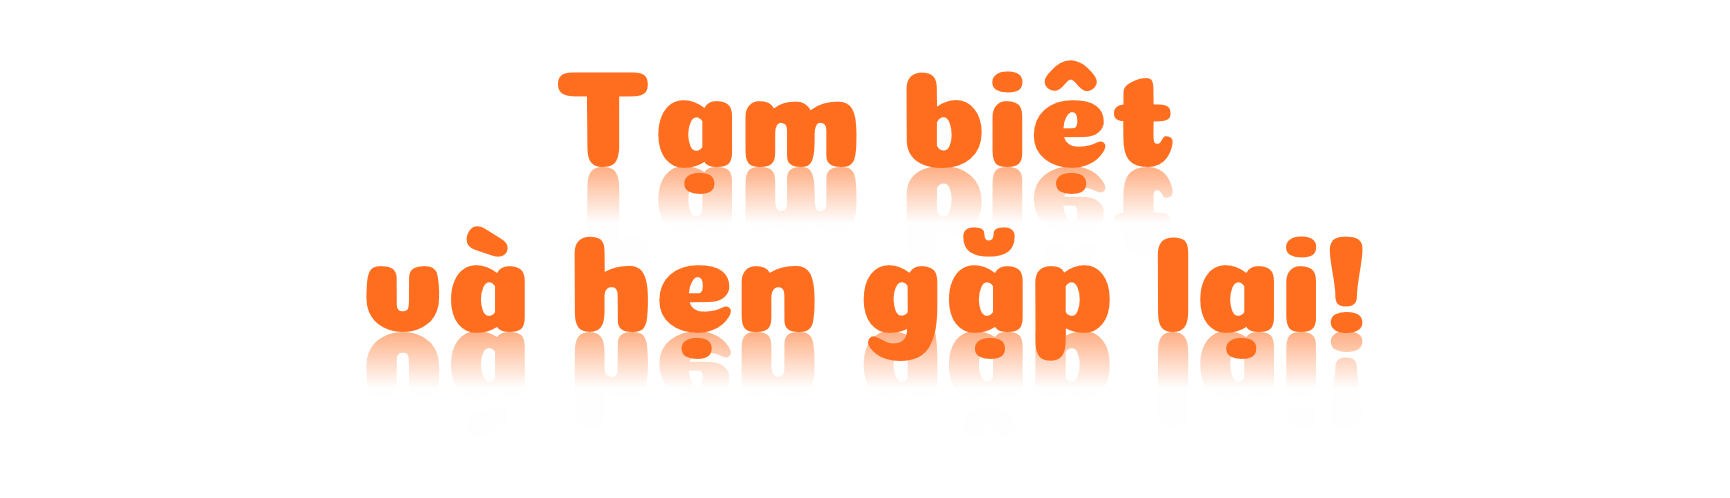 Tạm biệt
và hẹn gặp lại!